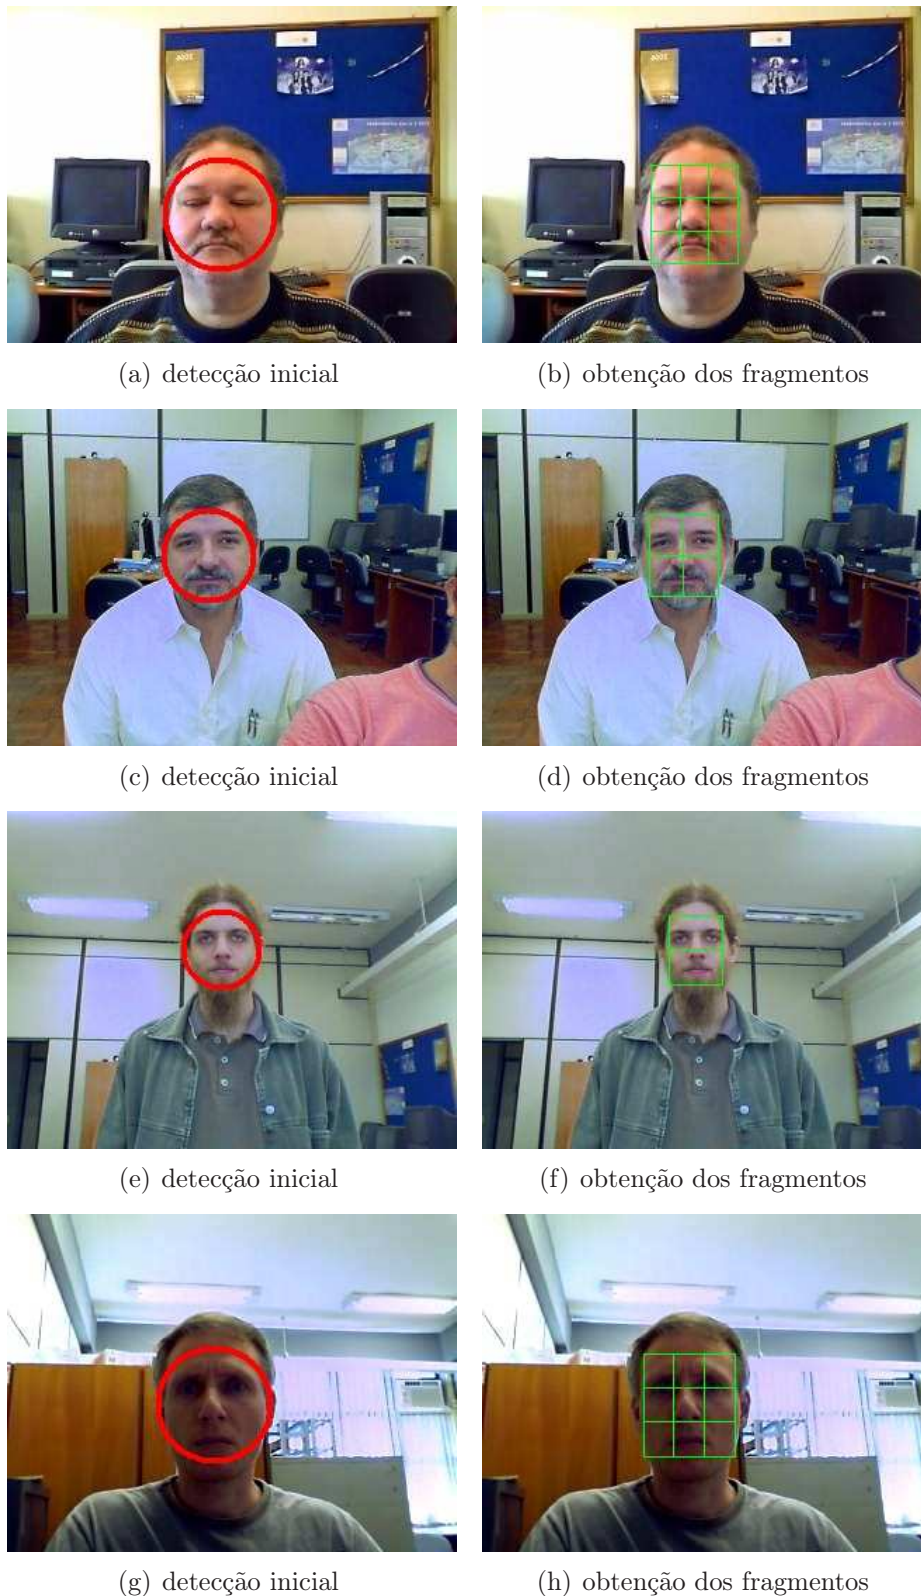 (a) detecção inicial
(b) obtenção dos fragmentos
(c) detecção inicial
(d) obtenção dos fragmentos
(e) detecção inicial
(f) obtenção dos fragmentos
(g) detecção inicial
(h) obtenção dos fragmentos